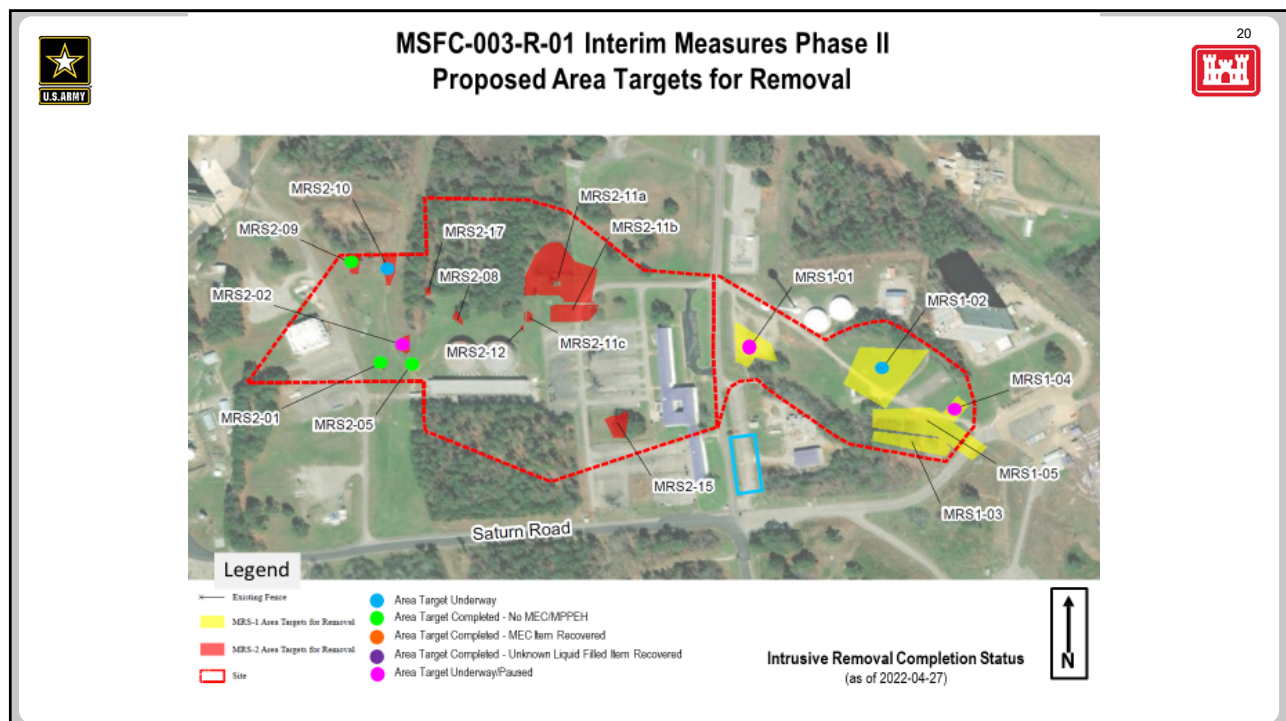 20
MSFC-003-R-01 Interim Measures Phase II
Proposed Area Targets for Removal
U.S.ARMY
MRS2-10
MRS2-11a
MRS2-09
MRS2-17
MRS2-11b
MRS2-08
MRS1-01
MRS2-02
MRS1-02
MRS2-12
MRS2-11c
MRS1-04
MRS2-01
MRS2-05
MRS2-15
MRS1-05
MRS1-03
Saturn Road
Legend
Existing Fence
MRS-1 Area Targets for Removal
MRS-2 Area Targets for Removal
Site
Area Target Underway
Area Target Completed - No MEC/MPPEH
Area Target Completed - MEC Item Recovered
Area Target Completed - Unknown Liquid Filled Item Recovered
Area Target Underway/Paused
Intrusive Removal Completion Status
(as of 2022-04-27)
N